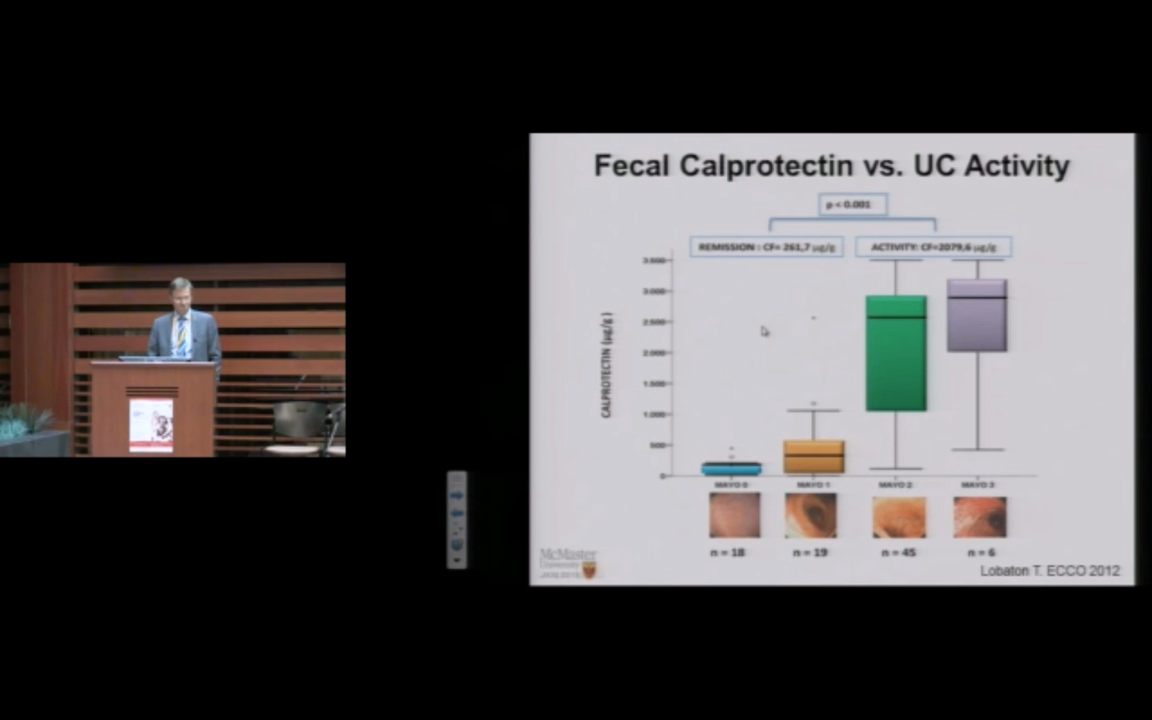 Fecal Calprotectin vs. UC Activity
p < 0.001
REMISSION : CF= 261,7 µg/g
ACTIVITY: CF=2079,6 µg/g
CALPROTECTIN (µg/g )
3.500
3.000
2.500
2.000
1.500
1.000
500
0
MAYO 0
MAYO 1
MAYO 2
MAYO 3
n = 18
n = 19
n = 45
n = 6
McMaster
University
Lobaton T. ECCO 2012